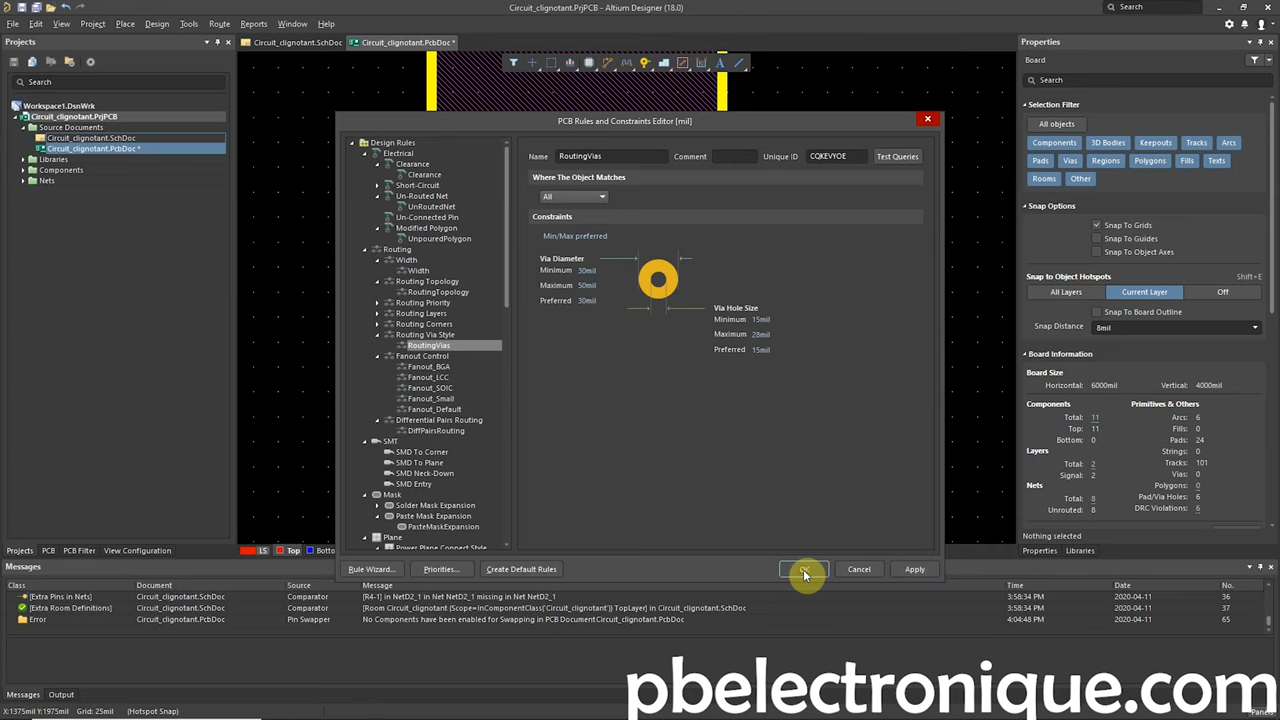 Circuit_clignotant.PrjPCB - Altium Designer (18.0)
Search
File Edit View Project Place Design Tools Route Reports Window Help
Projects
Circuit_clignotant.SchDoc
Circuit_clignotant.PcbDoc *
Properties
Board
Search
Search
Workspace1.DsnWrk
Circuit_clignotant.PrjPCB
Source Documents
Circuit_clignotant.SchDoc
Circuit_clignotant.PcbDoc *
Libraries
Components
Nets
PCB Rules and Constraints Editor [mil]
Design Rules
Electrical
Clearance
Clearance
Short-Circuit
Un-Routed Net
UnRoutedNet
Un-Connected Pin
Modified Polygon
UnpouredPolygon
Routing
Width
Width
Routing Topology
RoutingTopology
Routing Priority
Routing Layers
Routing Corners
Routing Via Style
RoutingVias
Fanout Control
Fanout_BGA
Fanout_LCC
Fanout_SOIC
Fanout_Small
Fanout_Default
Differential Pairs Routing
DiffPairsRouting
SMT
SMD To Corner
SMD To Plane
SMD Neck-Down
SMD Entry
Mask
Solder Mask Expansion
Paste Mask Expansion
PasteMaskExpansion
Plane
Power Plane Connect Style
Name RoutingVias Comment Unique ID CQKEVYOE Test Queries
Where The Object Matches
All
Constraints
Min/Max preferred
Via Diameter
Minimum 30mil
Maximum 50mil
Preferred 30mil
Via Hole Size
Minimum 15mil
Maximum 28mil
Preferred 15mil
Rule Wizard... Priorities... Create Default Rules Cancel Apply
Selection Filter
All objects
Components 3D Bodies Keepouts Tracks Arcs
Pads Vias Regions Polygons Fills Texts
Rooms Other
Snap Options
Snap To Grids
Snap To Guides
Snap To Object Axes
Snap to Object Hotspots Shift+E
All Layers Current Layer Off
Snap To Board Outline
Snap Distance 8mil
Board Information
Board Size
Horizontal: 6000mil Vertical: 4000mil
Components Primitives & Others
Total: 11 Arcs: 6
Top: 11 Fills: 0
Bottom: 0 Pads: 24
Layers Strings: 0
Total: 2 Tracks: 101
Signal: 2 Vias: 0
Nets Polygons: 0
Total: 8 Pad/Via Holes: 6
Unrouted: 8 DRC Violations: 6
Nothing selected
Projects PCB PCB Filter View Configuration
LS Top Botto
Properties Libraries
Messages
Class Document Source Message Time Date No.
[Extra Pins in Nets] Circuit_clignotant.SchDoc Comparator [R4-1] in NetD2_1 in Net NetD2_1 missing in Net NetD2_1 3:58:34 PM 2020-04-11 36
[Extra Room Definitions] Circuit_clignotant.SchDoc Comparator [Room Circuit_clignotant (Scope=InComponentClass('Circuit_clignotant')) TopLayer] in Circuit_clignotant.SchDoc 3:58:34 PM 2020-04-11 37
Error Circuit_clignotant.PcbDoc Pin Swapper No Components have been enabled for Swapping in PCB DocumentCircuit_clignotant.PcbDoc 4:04:48 PM 2020-04-11 65
Messages Output
pbelectronique.com
X:1375mil Y:1975mil Grid: 25mil (Hotspot Snap)
Panels